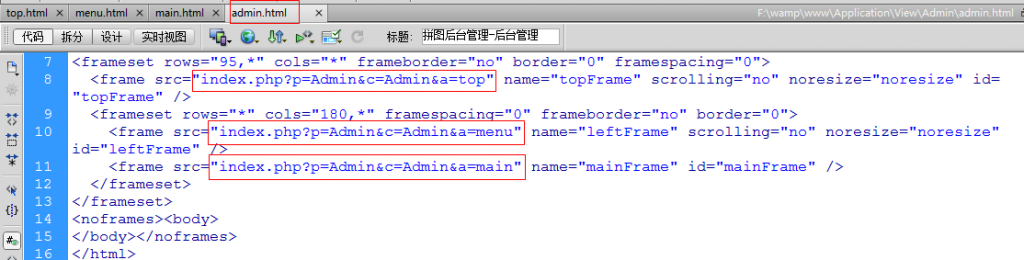 top.html × menu.html × main.html × admin.html × F:\wamp\www\Application\View\Admin\admin.html
代码 拆分 设计 实时视图 标题: 拼图后台管理-后台管理
7 <frameset rows="95,*" cols="*" frameborder="no" border="0" framespacing="0">
8 <frame src="index.php?p=Admin&c=Admin&a=top" name="topFrame" scrolling="no" noresize="noresize" id=
"topFrame" />
9 <frameset rows="*" cols="180,*" framespacing="0" frameborder="no" border="0">
10 <frame src="index.php?p=Admin&c=Admin&a=menu" name="leftFrame" scrolling="no" noresize="noresize"
id="leftFrame" />
11 <frame src="index.php?p=Admin&c=Admin&a=main" name="mainFrame" id="mainFrame" />
12 </frameset>
13 </frameset>
14 <noframes><body>
15 </body></noframes>
16 </html>